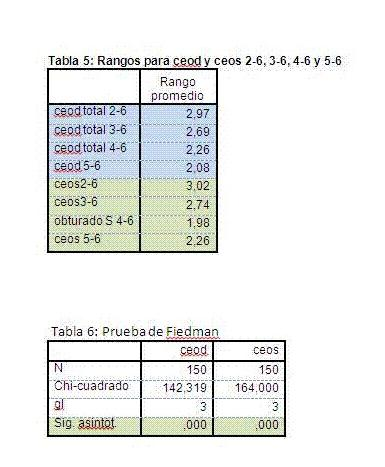 Tabla 5: Rangos para ceod y ceos 2-6, 3-6, 4-6 y 5-6
Rango promedio
ceod total 2-6 2,97
ceod total 3-6 2,69
ceod total 4-6 2,26
ceod 5-6 2,08
ceos2-6 3,02
ceos3-6 2,74
obturado S 4-6 1,98
ceos 5-6 2,26
Tabla 6: Prueba de Fiedman
ceod ceos
N 150 150
Chi-cuadrado 142,319 164,000
gl 3 3
Sig. asintót. ,000 ,000